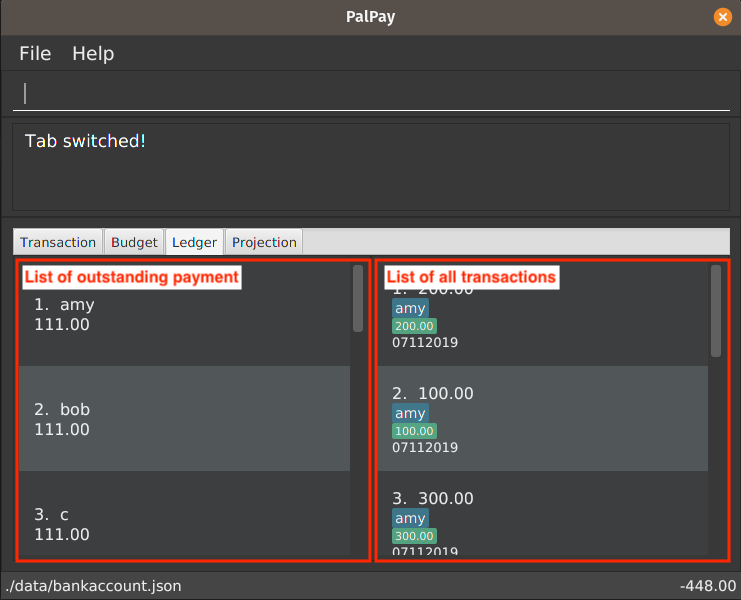 PalPay
File Help
Tab switched!
Transaction Budget Ledger Projection
List of outstanding payment
1. amy
111.00
2. bob
111.00
3. c
111.00
List of all transactions
1. 200.00
amy
200.00
07112019
2. 100.00
amy
100.00
07112019
3. 300.00
amy
300.00
07112019
./data/bankaccount.json
-448.00